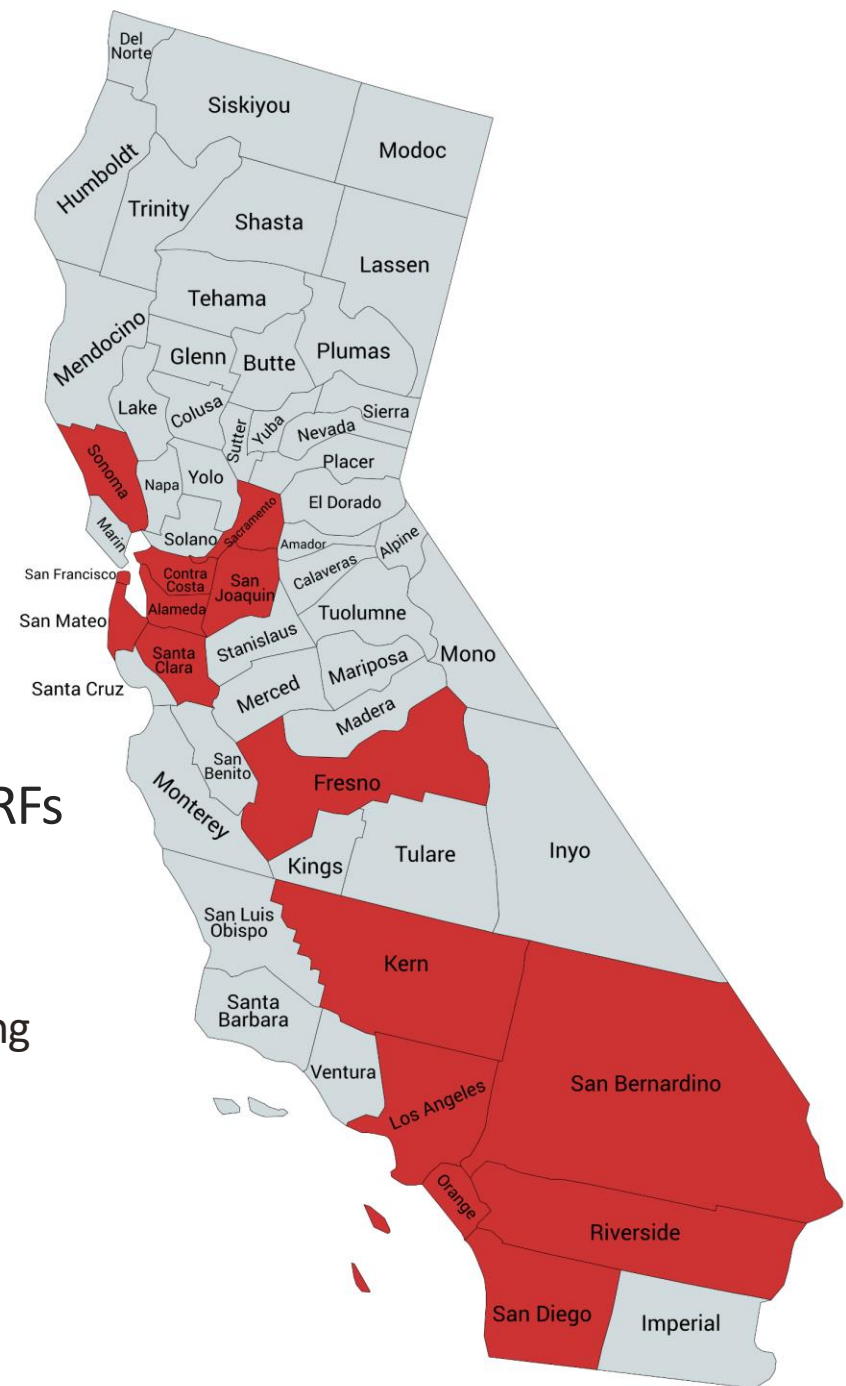 Del
Norte
Siskiyou
Modoc
Humboldt
Trinity
Shasta
Lassen
Tehama
Mendocino
Glenn
Butte
Plumas
Lake
Colusa
Sutter
Yuba
Nevada
Sierra
Placer
Sonoma
Napa
Yolo
El Dorado
Sacramento
Marin
Solano
Amador
Alpine
Calaveras
San Francisco
Contra
Costa
San
Joaquin
Alameda
Tuolumne
San Mateo
Stanislaus
Santa
Clara
Mono
Mariposa
Santa Cruz
Merced
Madera
San
Benito
Fresno
Monterey
RFs
Inyo
Kings
Tulare
San Luis
Obispo
Kern
Santa
Barbara
ng
Ventura
Los Angeles
San Bernardino
Orange
Riverside
San Diego
Imperial